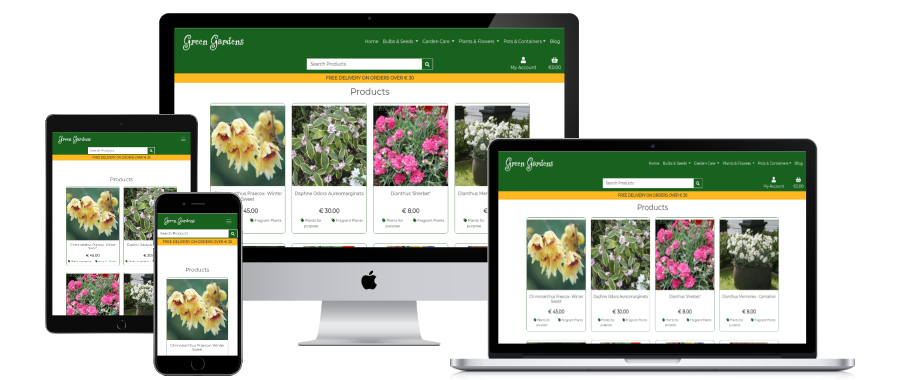 Green Gardens
Home Bulbs & Seeds Garden Care Plants & Flowers Pots & Containers Blog
Search Products
My Account €0.00
FREE DELIVERY ON ORDERS OVER € 30
Products
Chimonanthus Praecox- Winter Sweet
Daphne Odora Aureomarginata
Dianthus 'Sherbet'
Dianthus Memories
€ 30.00
€ 8.00
€ 8.00
Plants for purpose
Fragrant Plants
Plants for purpose
Fragrant Plants
Green Gardens
Search Products
FREE DELIVERY ON ORDERS OVER € 30
Products
Chimonanthus Praecox- Winter Sweet
€ 45.00
Green Gardens
Search Products
FREE DELIVERY ON ORDERS OVER € 30
Products
Chimonanthus Praecox- Winter Sweet
Green Gardens
Home Bulbs & Seeds Garden Care Plants & Flowers Pots & Containers Blog
Search Products
My Account €0.00
FREE DELIVERY ON ORDERS OVER € 30
Products
Chimonanthus Praecox- Winter Sweet
Daphne Odora Aureomarginata
Dianthus 'Sherbet'
Dianthus Memories - Carnation
€ 45.00
€ 30.00
€ 8.00
€ 8.00
Plants for purpose
Fragrant Plants
Plants for purpose
Fragrant Plants
Plants for purpose
Fragrant Plants
Plants for purpose
Fragrant Plants